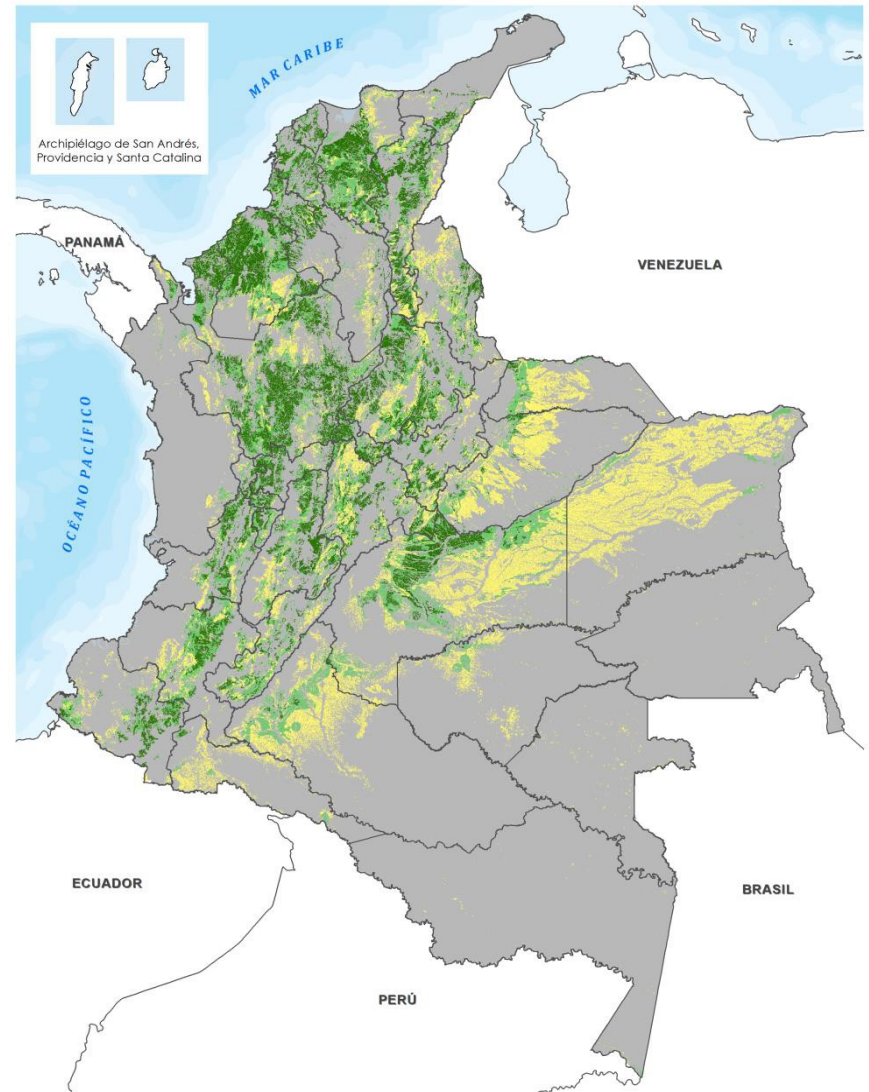 MAR CARIBE
Archipiélago de San Andrés,
Providencia y Santa Catalina
PANAMÁ
VENEZUELA
OCÉANO PACÍFICO
ECUADOR
BRASIL
PERÚ